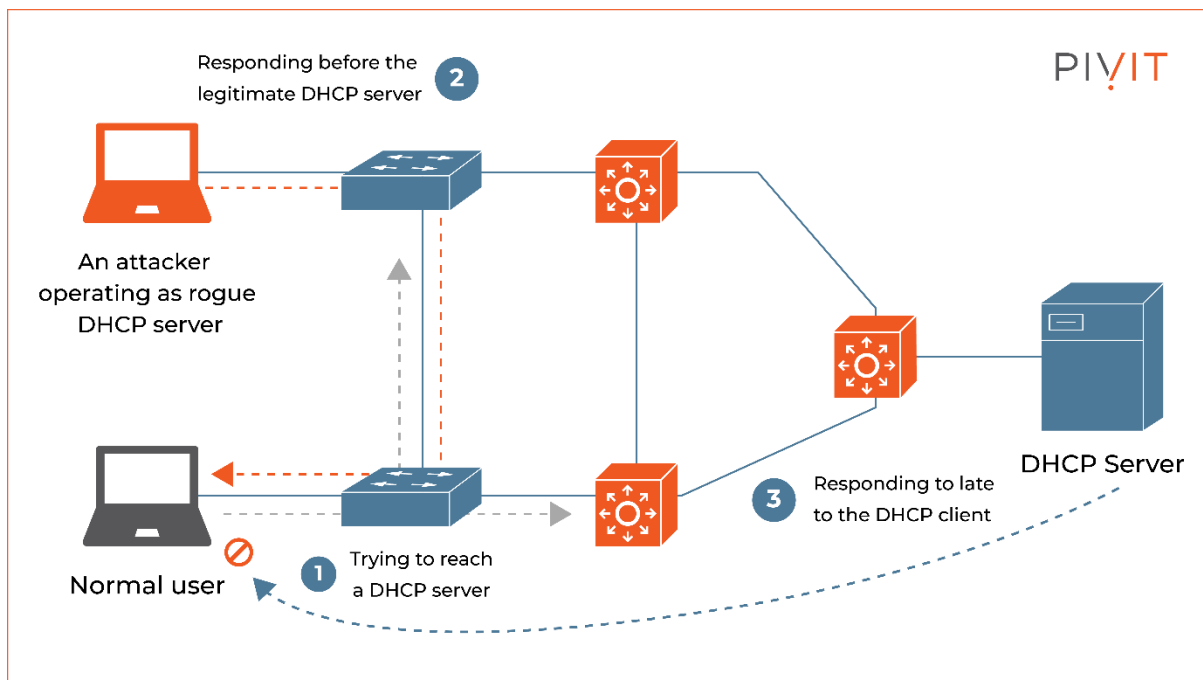 Responding before the
legitimate DHCP server
2
PIVIT
An attacker
operating as rogue
DHCP server
DHCP Server
3
Responding to late
to the DHCP client
Normal user
1
Trying to reach
a DHCP server